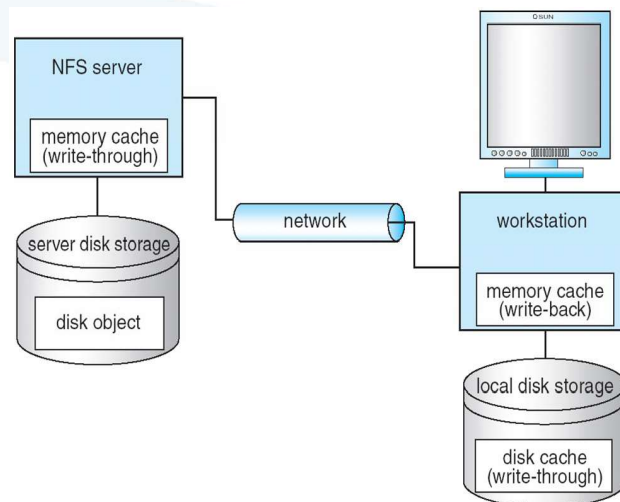 SUN
NFS server
memory cache
(write-through)
server disk storage
disk object
network
workstation
memory cache
(write-back)
local disk storage
disk cache
(write-through)